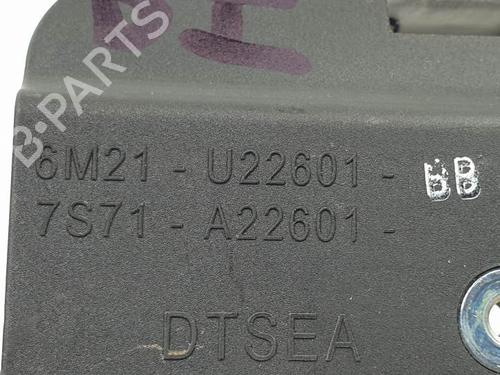 B-PARTS
6M21 - U22601 - BB
7S71 - A22601 -
DTSEA